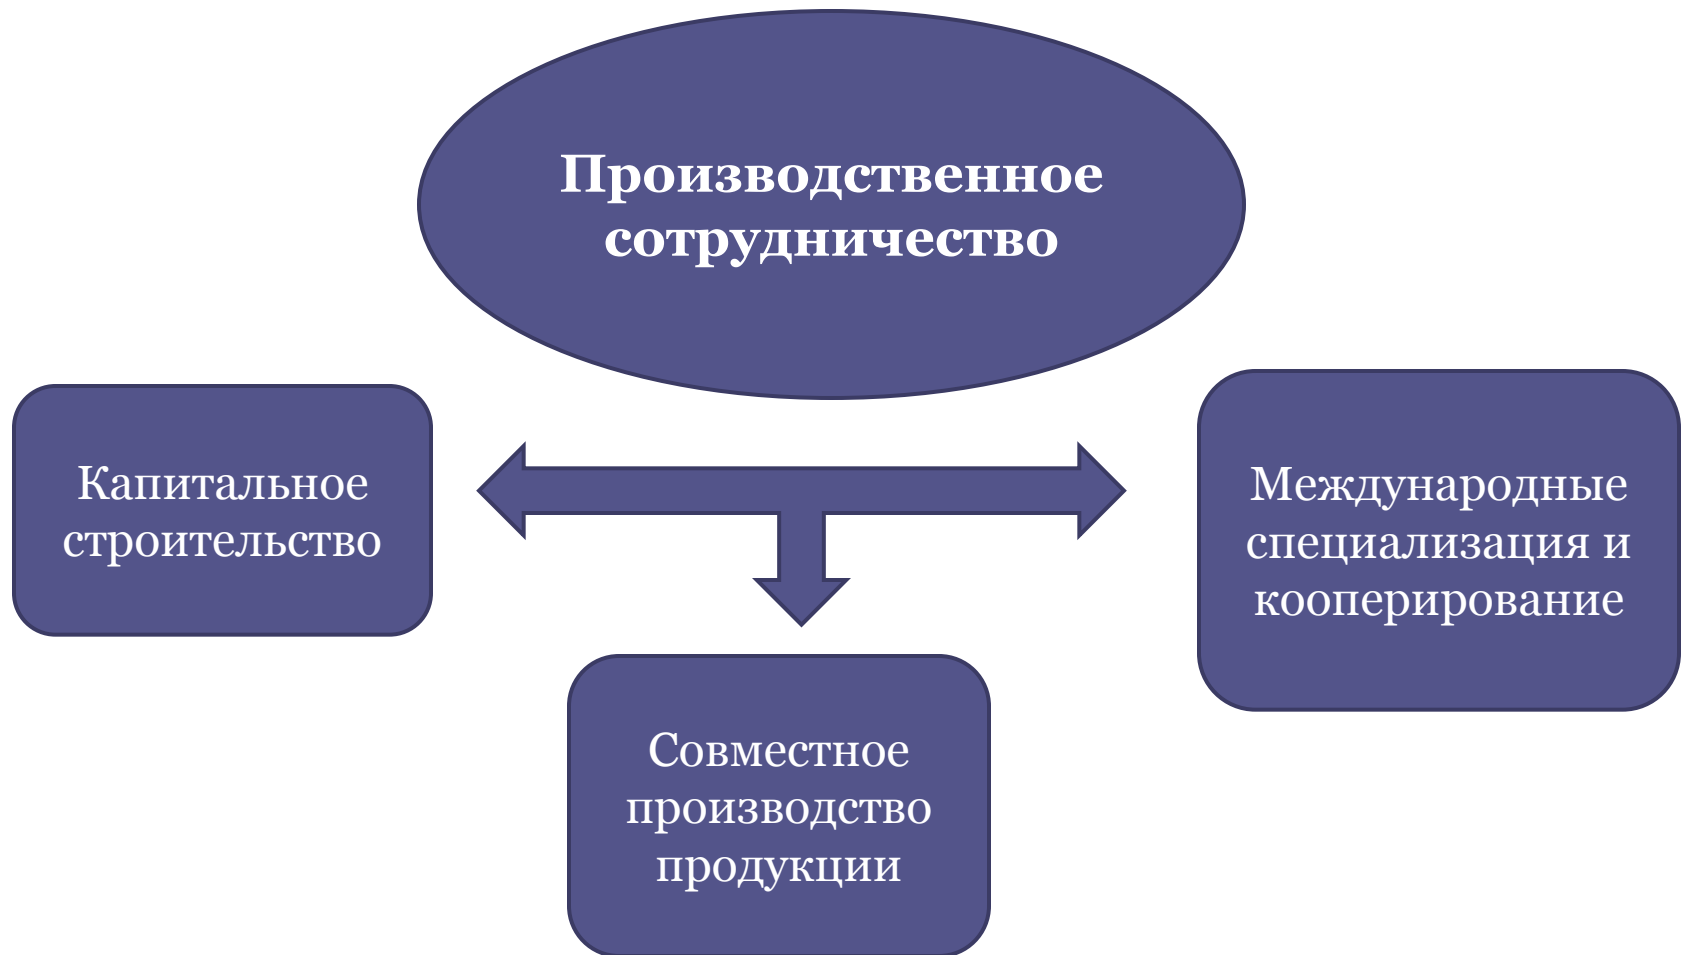 Производственное
сотрудничество
Капитальное
строительство
Международные
специализация и
кооперирование
Совместное
производство
продукции